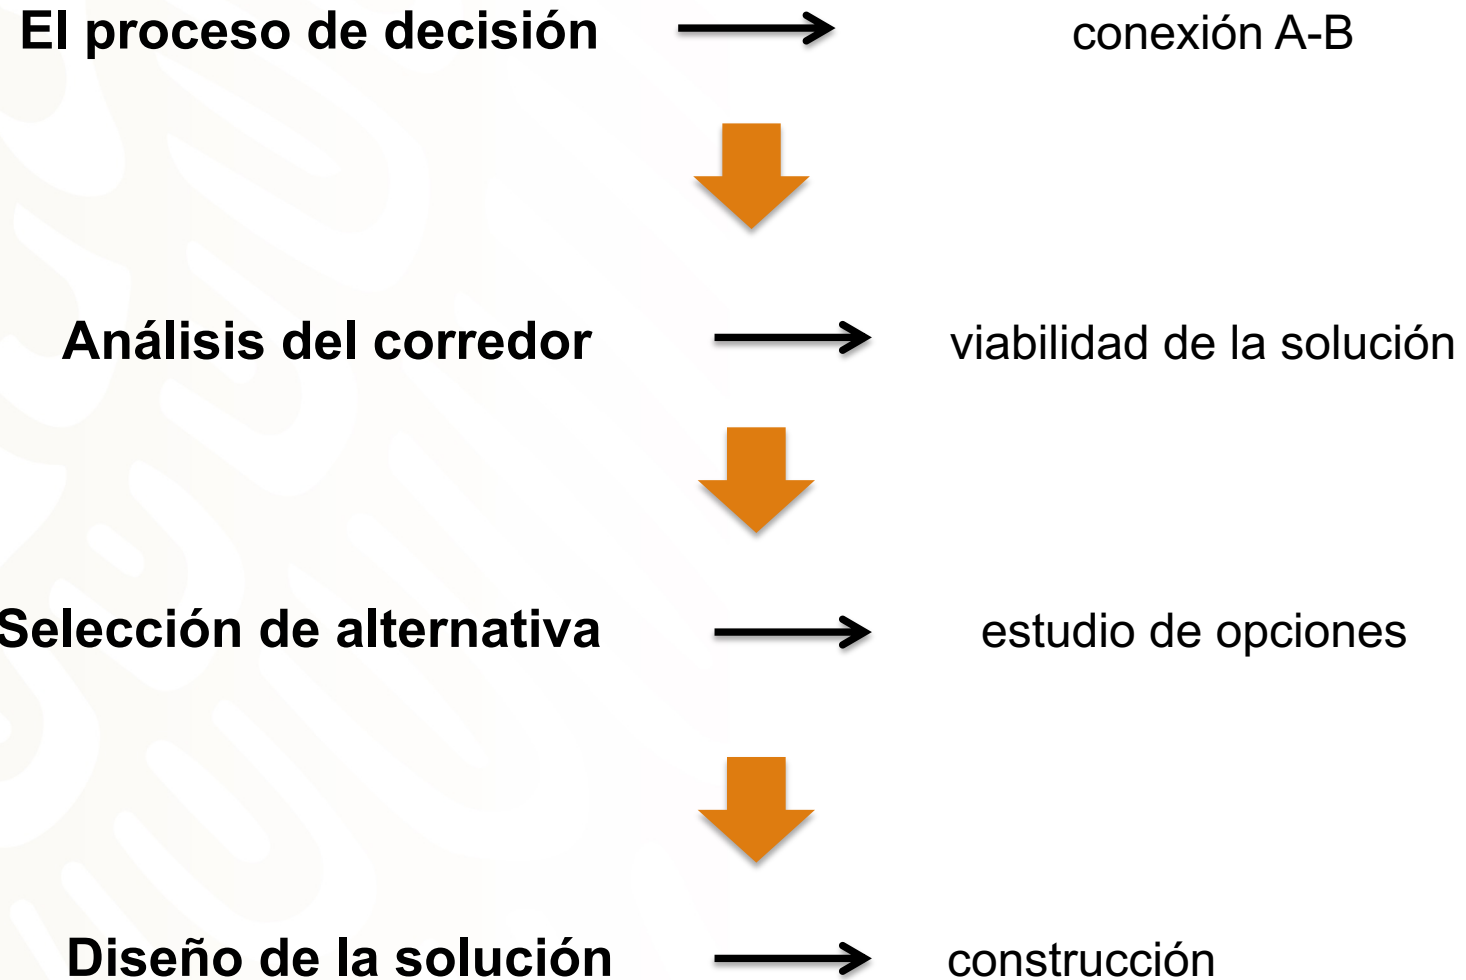 El proceso de decisión
conexión A-B
Análisis del corredor
viabilidad de la solución
Selección de alternativa
estudio de opciones
Diseño de la solución
construcción